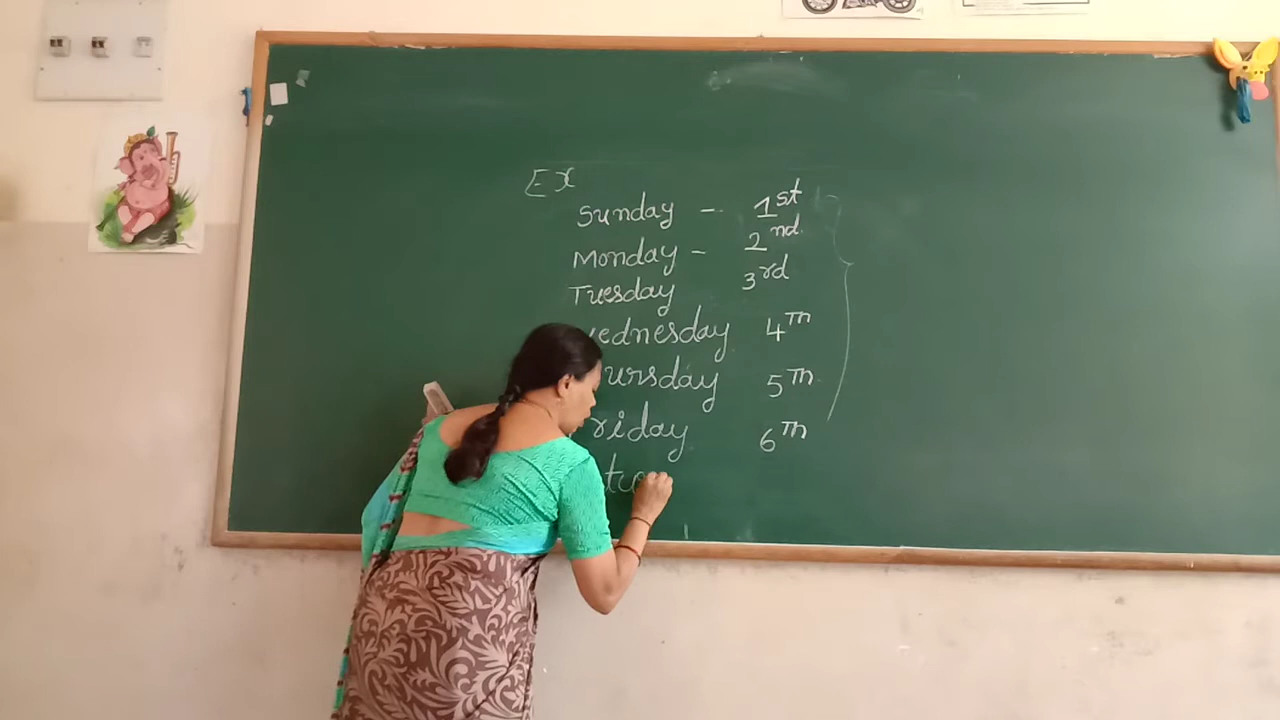 Ex
Sunday - 1st
Monday - 2nd
Tuesday 3rd
ednesday 4Th
ursday 5Th
riday 6Th